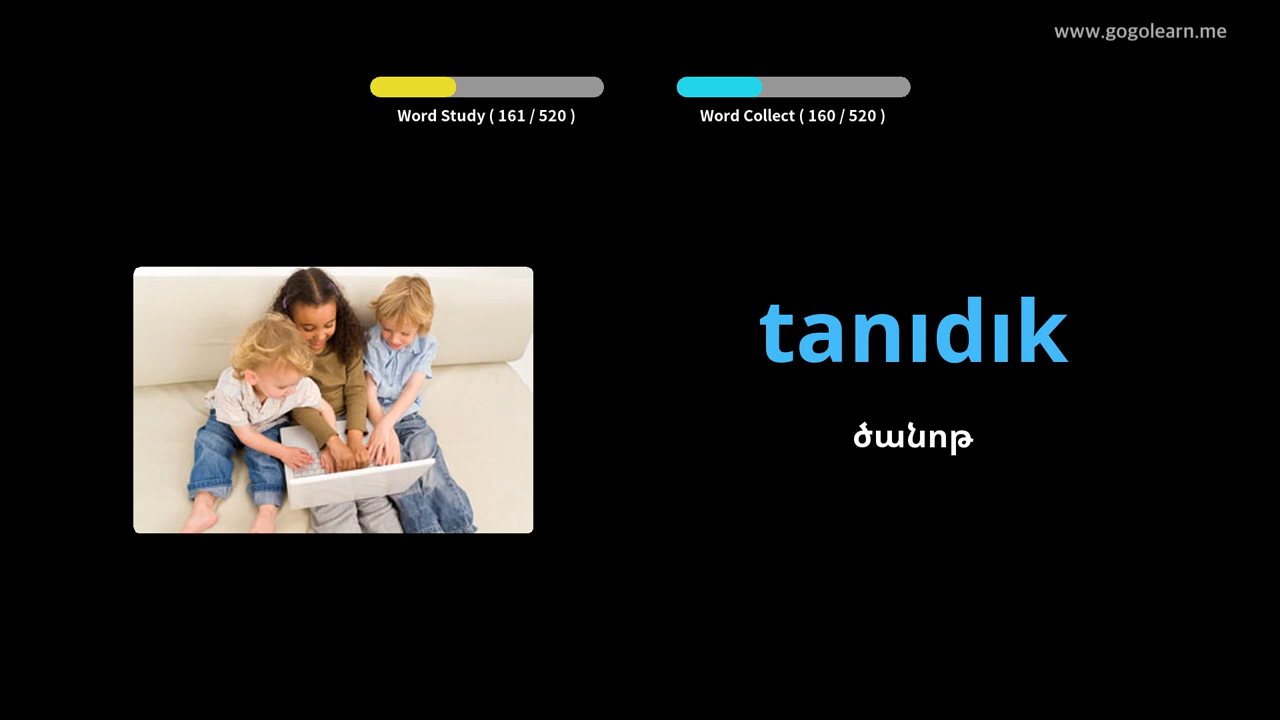 www.gogolearn.me
Word Study ( 161 / 520 )
Word Collect ( 160 / 520 )
tanıdık
ծանոթ